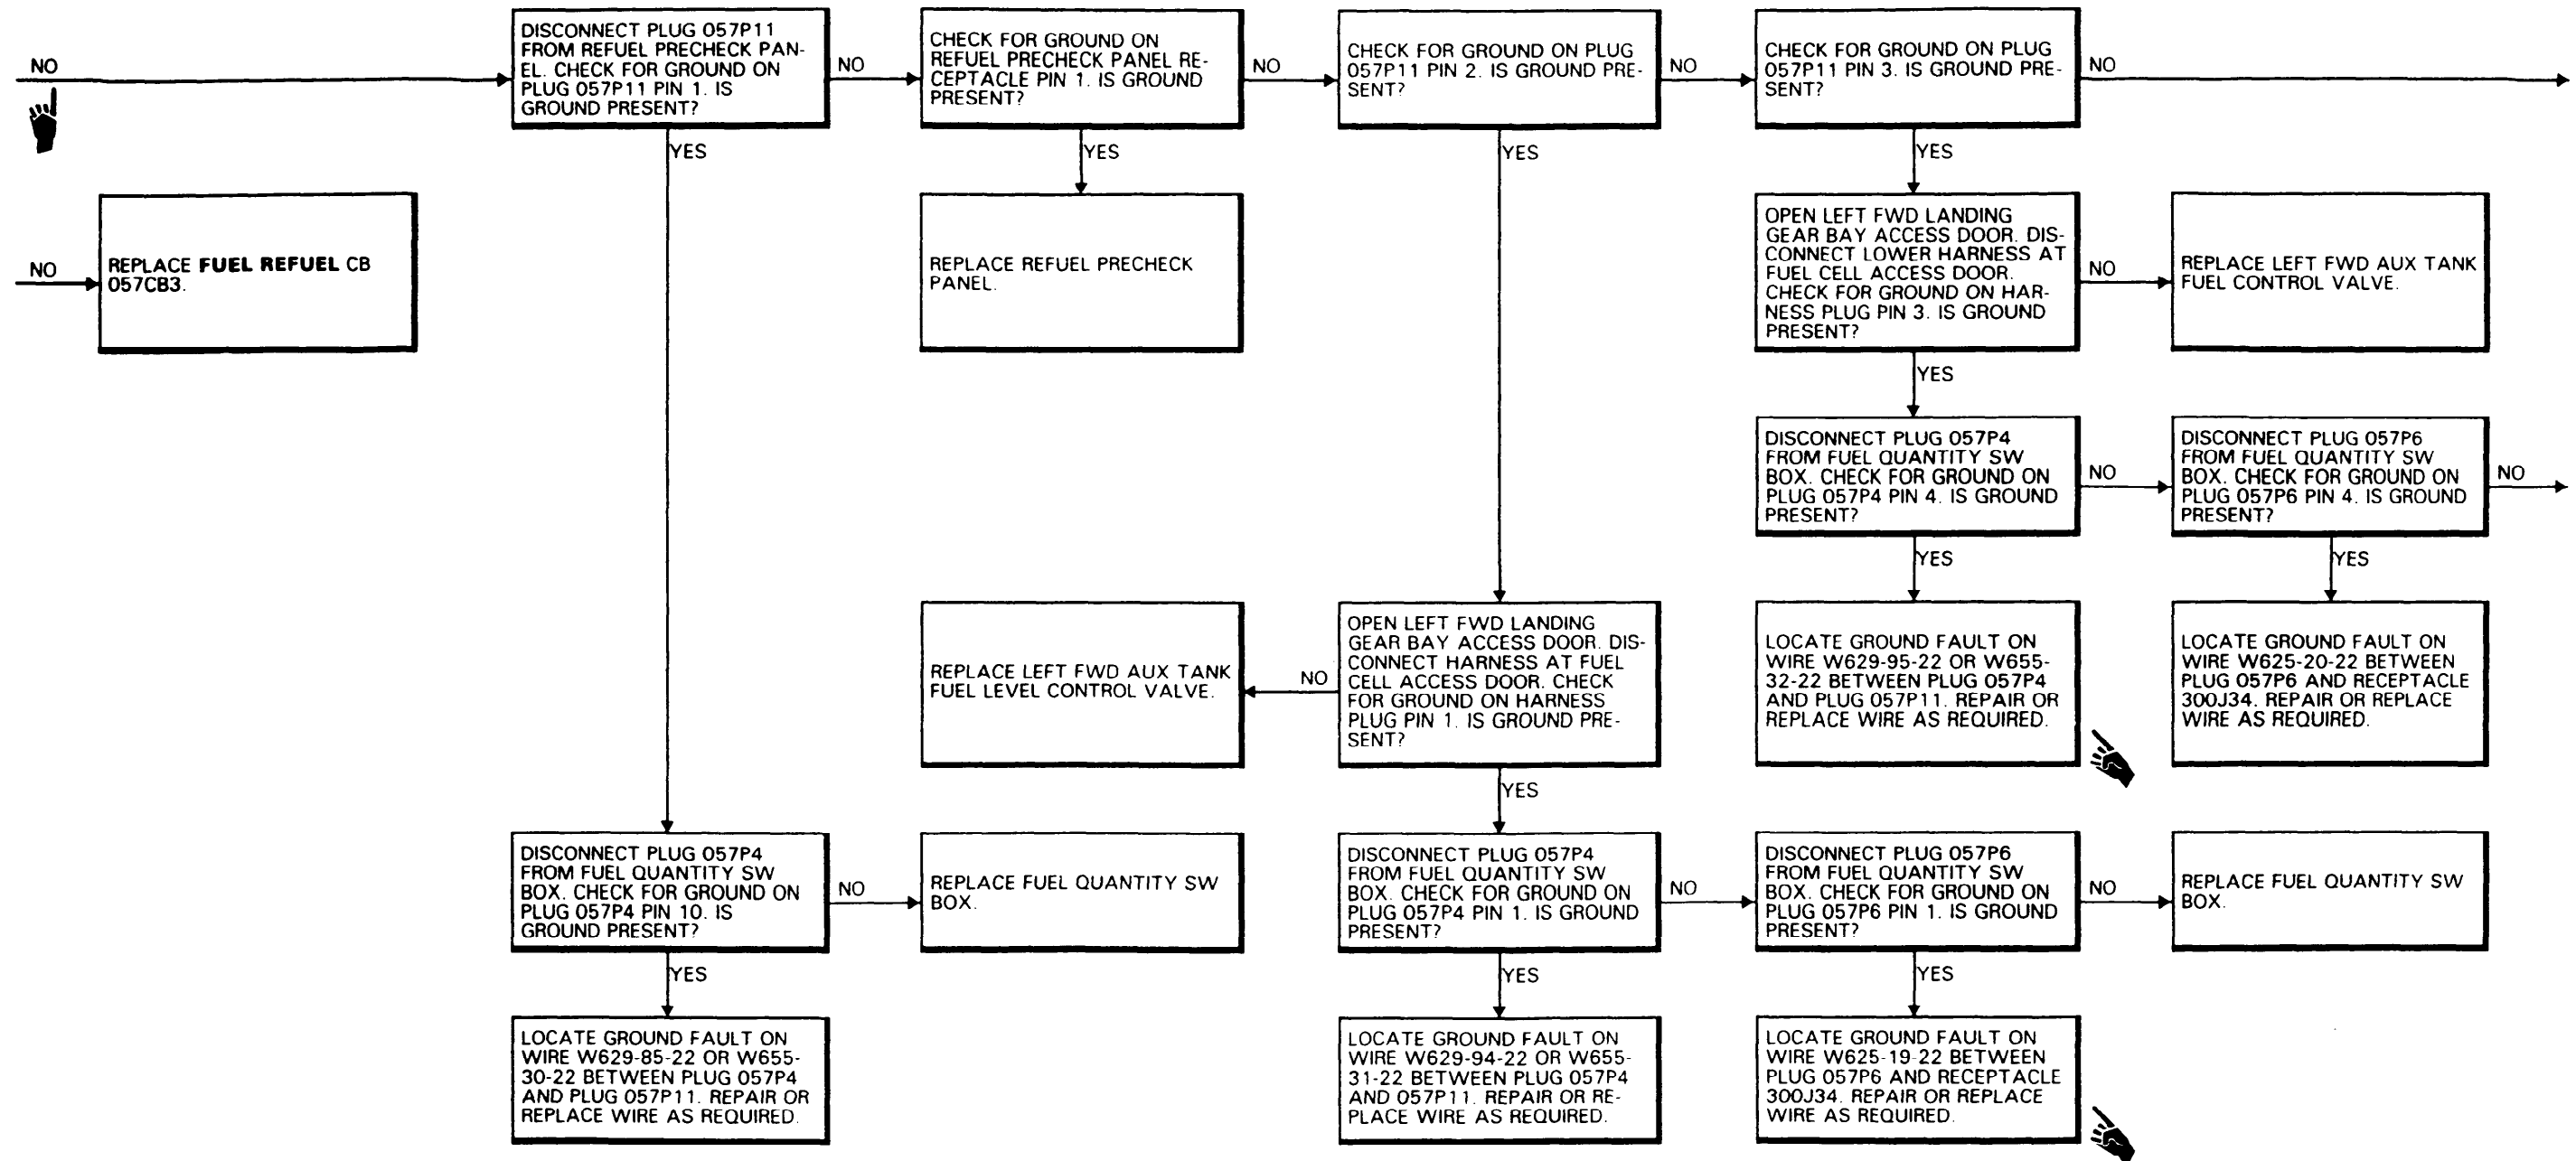 NO
DISCONNECT PLUG 057P11
FROM REFUEL PRECHECK PAN-
EL. CHECK FOR GROUND ON
PLUG 057P11 PIN 1. IS
GROUND PRESENT?
NO
YES
CHECK FOR GROUND ON
REFUEL PRECHECK PANEL RE-
CEPTACLE PIN 1. IS GROUND
PRESENT?
NO
YES
CHECK FOR GROUND ON PLUG
057P11 PIN 2. IS GROUND PRE-
SENT?
NO
YES
CHECK FOR GROUND ON PLUG
057P11 PIN 3. IS GROUND PRE-
SENT?
NO
YES
NO
REPLACE FUEL REFUEL CB
057CB3.
REPLACE REFUEL PRECHECK
PANEL.
OPEN LEFT FWD LANDING
GEAR BAY ACCESS DOOR. DIS-
CONNECT LOWER HARNESS AT
FUEL CELL ACCESS DOOR.
CHECK FOR GROUND ON HAR-
NESS PLUG PIN 3. IS GROUND
PRESENT?
NO
YES
REPLACE LEFT FWD AUX TANK
FUEL CONTROL VALVE.
DISCONNECT PLUG 057P4
FROM FUEL QUANTITY SW
BOX. CHECK FOR GROUND ON
PLUG 057P4 PIN 4. IS GROUND
PRESENT?
NO
YES
DISCONNECT PLUG 057P6
FROM FUEL QUANTITY SW
BOX. CHECK FOR GROUND ON
PLUG 057P6 PIN 4. IS GROUND
PRESENT?
NO
YES
REPLACE LEFT FWD AUX TANK
FUEL LEVEL CONTROL VALVE.
NO
OPEN LEFT FWD LANDING
GEAR BAY ACCESS DOOR. DIS-
CONNECT HARNESS AT FUEL
CELL ACCESS DOOR. CHECK
FOR GROUND ON HARNESS
PLUG PIN 1. IS GROUND PRE-
SENT?
YES
LOCATE GROUND FAULT ON
WIRE W629-95-22 OR W655-
32-22 BETWEEN PLUG 057P4
AND PLUG 057P11. REPAIR OR
REPLACE WIRE AS REQUIRED.
LOCATE GROUND FAULT ON
WIRE W625-20-22 BETWEEN
PLUG 057P6 AND RECEPTACLE
300J34. REPAIR OR REPLACE
WIRE AS REQUIRED.
DISCONNECT PLUG 057P4
FROM FUEL QUANTITY SW
BOX. CHECK FOR GROUND ON
PLUG 057P4 PIN 10. IS
GROUND PRESENT?
NO
YES
REPLACE FUEL QUANTITY SW
BOX.
DISCONNECT PLUG 057P4
FROM FUEL QUANTITY SW
BOX. CHECK FOR GROUND ON
PLUG 057P4 PIN 1. IS GROUND
PRESENT?
NO
YES
DISCONNECT PLUG 057P6
FROM FUEL QUANTITY SW
BOX. CHECK FOR GROUND ON
PLUG 057P6 PIN 1. IS GROUND
PRESENT?
NO
YES
REPLACE FUEL QUANTITY SW
BOX.
LOCATE GROUND FAULT ON
WIRE W629-85-22 OR W655-
30-22 BETWEEN PLUG 057P4
AND PLUG 057P11. REPAIR OR
REPLACE WIRE AS REQUIRED.
LOCATE GROUND FAULT ON
WIRE W629-94-22 OR W655-
31-22 BETWEEN PLUG 057P4
AND 057P11. REPAIR OR RE-
PLACE WIRE AS REQUIRED.
LOCATE GROUND FAULT ON
WIRE W625-19-22 BETWEEN
PLUG 057P6 AND RECEPTACLE
300J34. REPAIR OR REPLACE
WIRE AS REQUIRED.